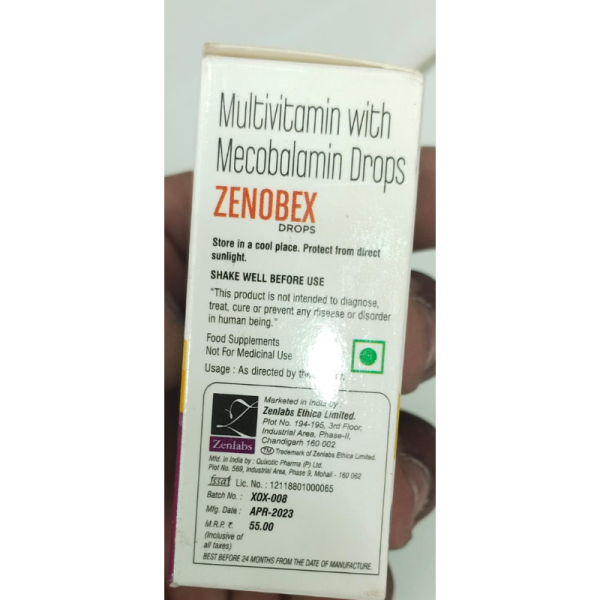 Multivitamin with
Mecobalamin Drops
ZENOBEX
DROPS
Store in a cool place. Protect from direct
sunlight.
SHAKE WELL BEFORE USE
"This product is not intended to diagnose,
treat, cure or prevent any disease or disorder
in human being."
Food Supplements
Not For Medicinal Use
Usage : As directed by the
Marketed in India by :
Zenlabs Ethica Limited.
Plot No. 194-195, 3rd Floor,
Industrial Area, Phase-II,
Chandigarh 160 002
TM Trademark of Zenlabs Ethica Limited.
Zenlabs
Mfd. in India by : Quixotic Pharma (P) Ltd.
Plot No. 569, Industrial Area, Phase 9, Mohali - 160 062
fssai Lic. No. : 12118801000065
Batch No. : XOX-008
Mfg. Date : APR-2023
M.R.P. ₹ 55.00
(Inclusive of
all taxes)
BEST BEFORE 24 MONTHS FROM THE DATE OF MANUFACTURE.